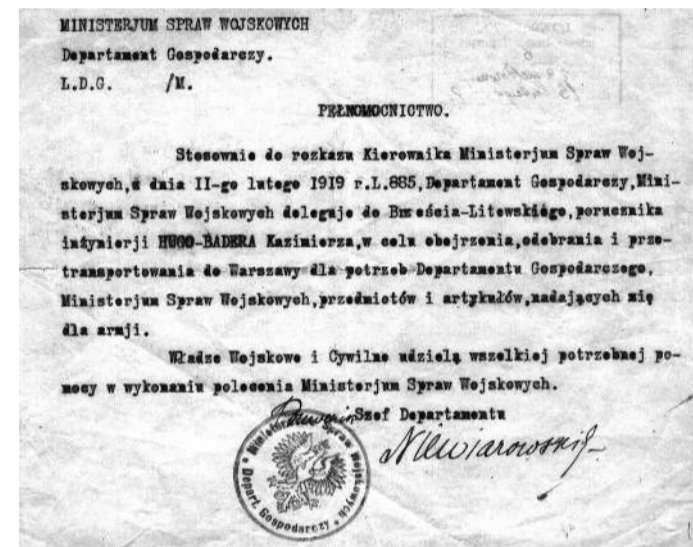 MINISTERJUM SPRAW WOJSKOWYCH
Departament Gospodarczy.
L.D.G. /M.
PEŁNOMOCNICTWO.
Stosownie do rozkazu Kierownika Ministerjum Spraw Woj-
skowych,z dnia II-go lutego 1919 r.L.885,Departament Gospodarczy,Mini-
sterjum Spraw Wojskowych deleguje do Brześcia-Litewskiego,porucznika
inżynierji HUGO-BADERA Kazimierza,w celu obejrzenia,odebrania i prze-
transportowania do Warszawy dla potrzeb Departamentu Gospodarczego,
Ministerjum Spraw Wojskowych,przedmiotów i artykułów,nadających się
dla armji.
Władze Wojskowe i Cywilne udzielą wszelkiej potrzebnej po-
mocy w wykonaniu polecenia Ministerjum Spraw Wojskowych.
Szef Departamentu
Niewiarowski
Ministerjum Spraw Wojskowych
Depart. Gospodarczy